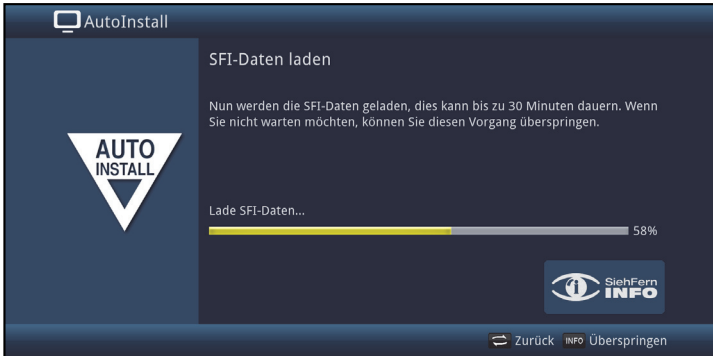 AutoInstall
SFI-Daten laden
Nun werden die SFI-Daten geladen, dies kann bis zu 30 Minuten dauern. Wenn
Sie nicht warten möchten, können Sie diesen Vorgang überspringen.
AUTO
INSTALL
Lade SFI-Daten...
58%
i
SiehFern
INFO
Zurück INFO Überspringen